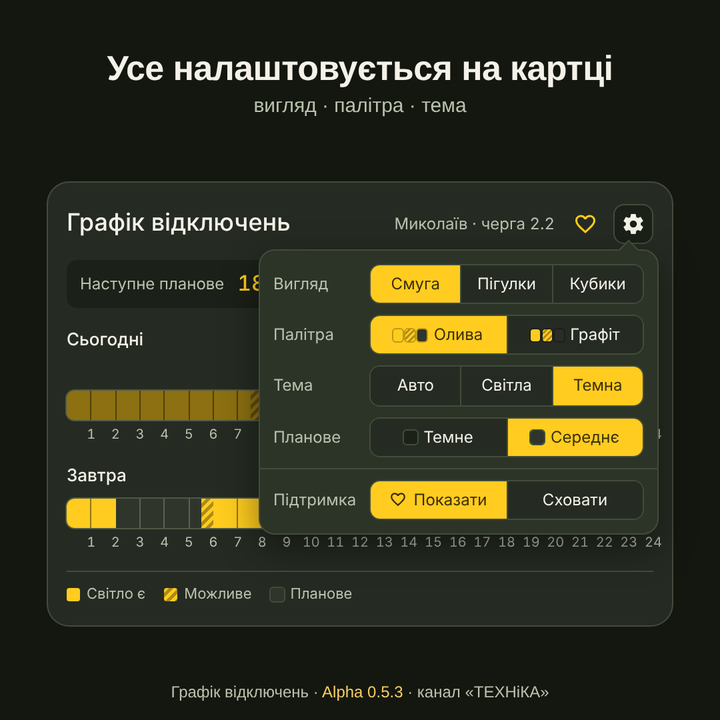 Усе налаштовується на картці
вигляд · палітра · тема
Графік відключень
Миколаїв · черга 2.2
Наступне планове 18
Вигляд Смуга Пігулки Кубики
Сьогодні
Палітра Олива Графіт
Тема Авто Світла Темна
1 2 3 4 5 6 7
Планове Темне Середнє
Завтра
Підтримка Показати Сховати
1 2 3 4 5 6 7 8 9 10 11 12 13 14 15 16 17 18 19 20 21 22 23 24
Світло є Можливе Планове
Графік відключень · Alpha 0.5.3 · канал «ТЕХНіКА»